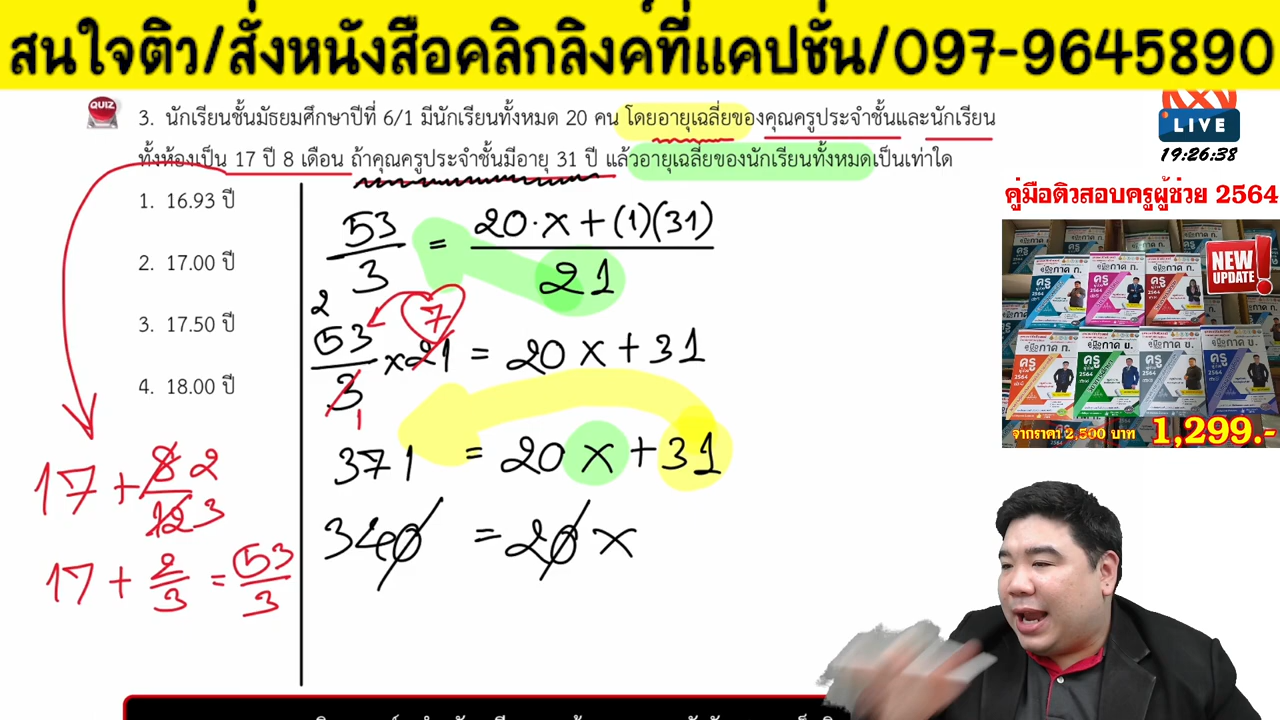 สนใจติว/สั่งหนังสือคลิกลิงค์ที่แคปชั่น/097-9645890
QUIZ
3. นักเรียนชั้นมัธยมศึกษาปีที่ 6/1 มีนักเรียนทั้งหมด 20 คน โดยอายุเฉลี่ยของคุณครูประจำชั้นและนักเรียน
ทั้งห้องเป็น 17 ปี 8 เดือน ถ้าคุณครูประจำชั้นมีอายุ 31 ปี แล้วอายุเฉลี่ยของนักเรียนทั้งหมดเป็นเท่าใด
1. 16.93 ปี
2. 17.00 ปี
3. 17.50 ปี
4. 18.00 ปี
53/3 = 20·x + (1)(31) / 21
2
53/3 × 21 = 20x + 31
7
1
371 = 20x + 31
340 = 20x
17 + 8/12 2/3
17 + 2/3 = 53/3
LIVE
19:26:38
คู่มือติวสอบครูผู้ช่วย 2564
NEW
UPDATE!
จากราคา 2,500 บาท 1,299.-